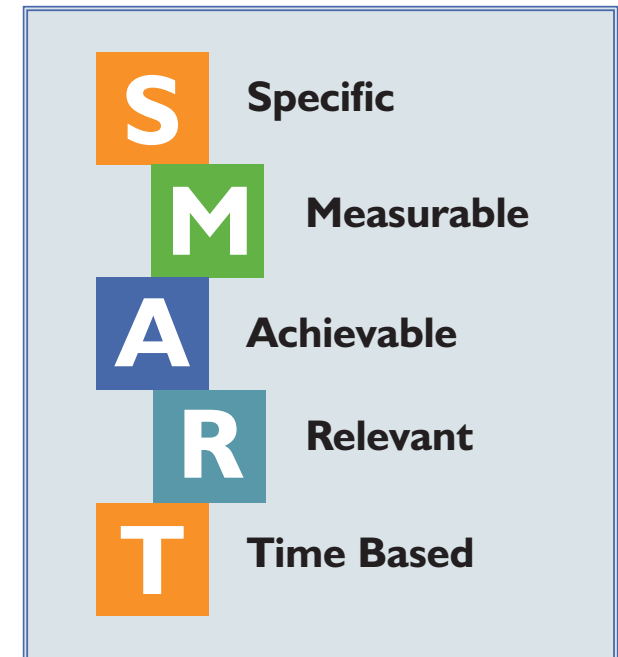 S Specific
M Measurable
A Achievable
R Relevant
T Time Based